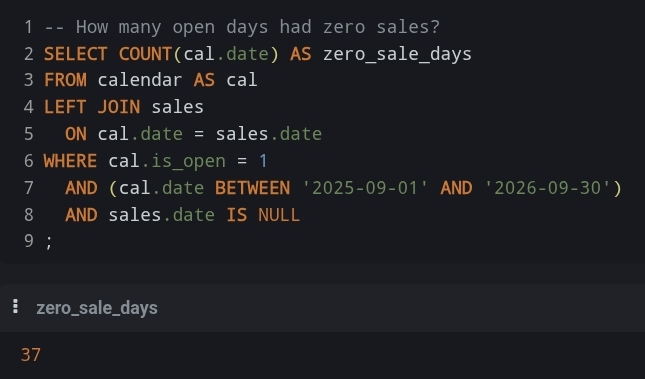 1 -- How many open days had zero sales?
2 SELECT COUNT(cal.date) AS zero_sale_days
3 FROM calendar AS cal
4 LEFT JOIN sales
5   ON cal.date = sales.date
6 WHERE cal.is_open = 1
7   AND (cal.date BETWEEN '2025-09-01' AND '2026-09-30')
8   AND sales.date IS NULL
9 ;
zero_sale_days
37